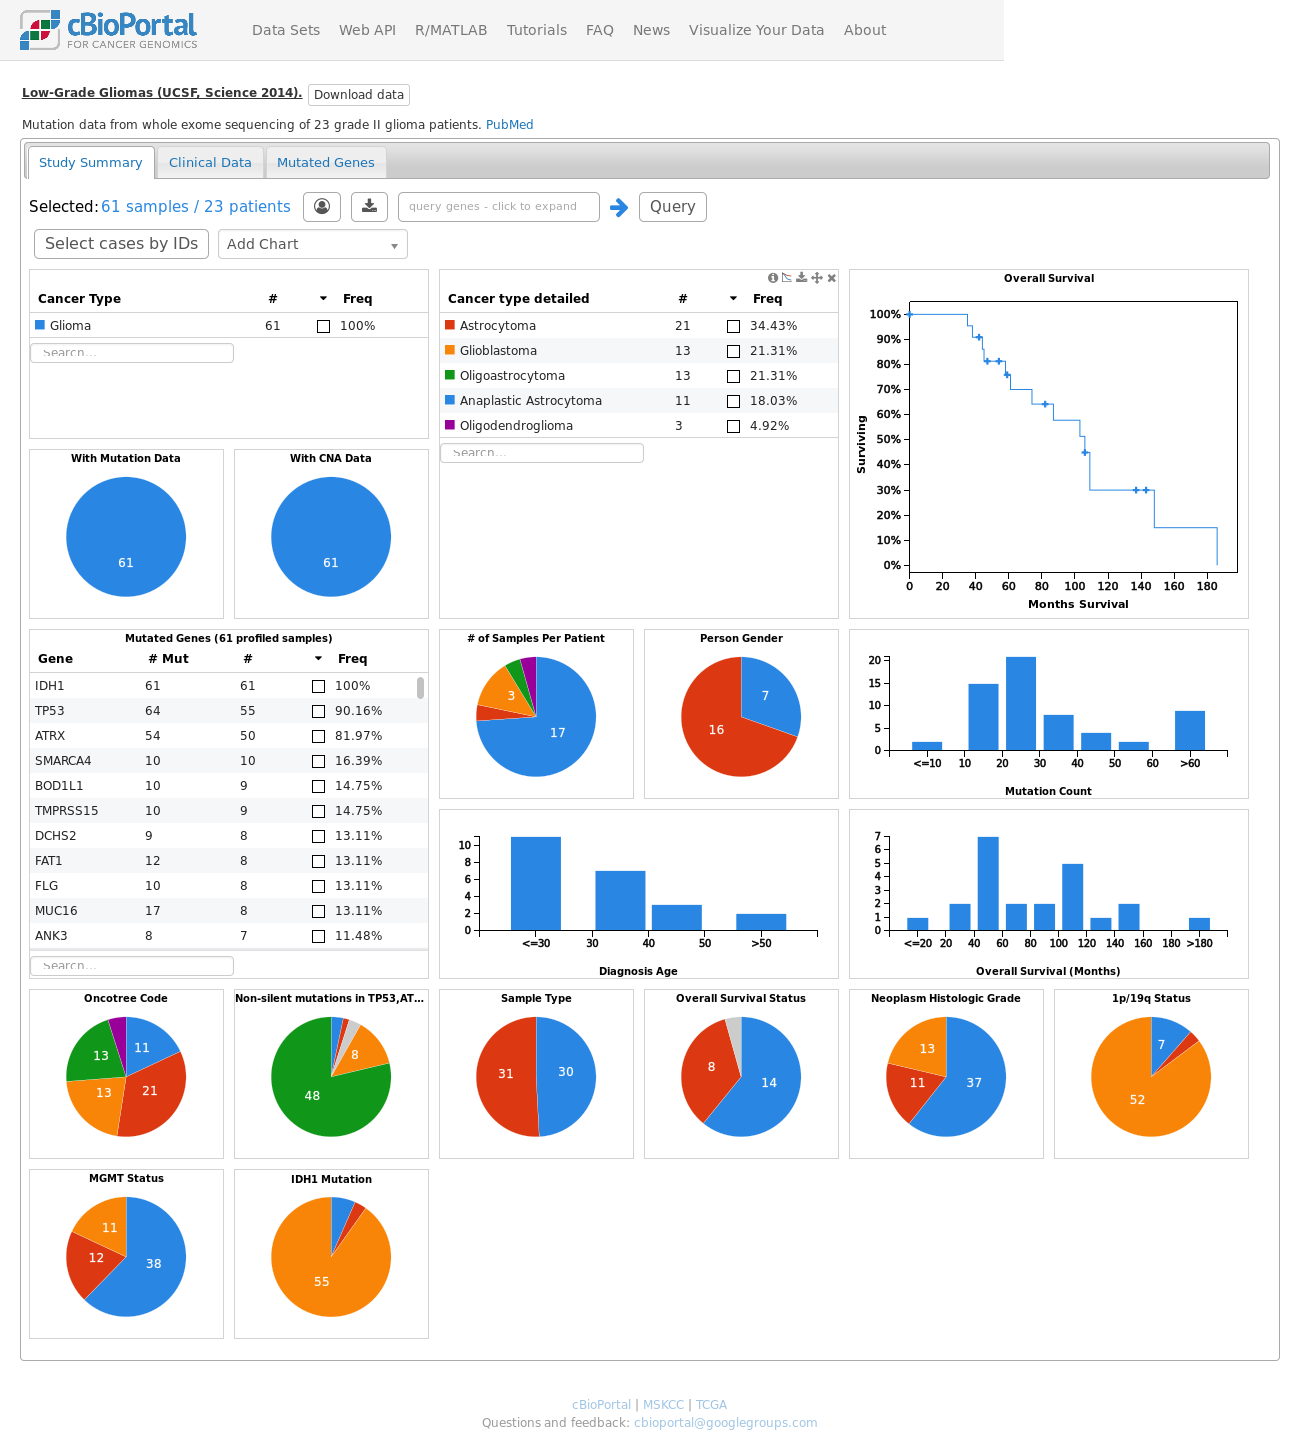 cBioPortal
FOR CANCER GENOMICS
Data Sets Web API R/MATLAB Tutorials FAQ News Visualize Your Data About
Low-Grade Gliomas (UCSF, Science 2014). Download data
Mutation data from whole exome sequencing of 23 grade II glioma patients. PubMed
Study Summary Clinical Data Mutated Genes
Selected: 61 samples / 23 patients query genes - click to expand Query
Select cases by IDs Add Chart
Cancer Type # Freq
Glioma 61 100%
Search...
Cancer type detailed # Freq
Astrocytoma 21 34.43%
Glioblastoma 13 21.31%
Oligoastrocytoma 13 21.31%
Anaplastic Astrocytoma 11 18.03%
Oligodendroglioma 3 4.92%
Search...
Overall Survival
100%
90%
80%
70%
60%
50%
40%
30%
20%
10%
0%
Surviving
0 20 40 60 80 100 120 140 160 180
Months Survival
With Mutation Data
61
With CNA Data
61
Mutated Genes (61 profiled samples)
Gene # Mut # Freq
IDH1 61 61 100%
TP53 64 55 90.16%
ATRX 54 50 81.97%
SMARCA4 10 10 16.39%
BOD1L1 10 9 14.75%
TMPRSS15 10 9 14.75%
DCHS2 9 8 13.11%
FAT1 12 8 13.11%
FLG 10 8 13.11%
MUC16 17 8 13.11%
ANK3 8 7 11.48%
Search...
# of Samples Per Patient
3
17
Person Gender
7
16
20
15
10
5
0
<=10 10 20 30 40 50 60 >60
Mutation Count
10
8
6
4
2
0
<=30 30 40 50 >50
Diagnosis Age
7
6
5
4
3
2
1
0
<=20 20 40 60 80 100 120 140 160 180 >180
Overall Survival (Months)
Oncotree Code
11
13
13
21
Non-silent mutations in TP53,AT...
8
48
Sample Type
31 30
Overall Survival Status
8
14
Neoplasm Histologic Grade
13
11 37
1p/19q Status
7
52
MGMT Status
11
12
38
IDH1 Mutation
55
cBioPortal | MSKCC | TCGA
Questions and feedback: cbioportal@googlegroups.com